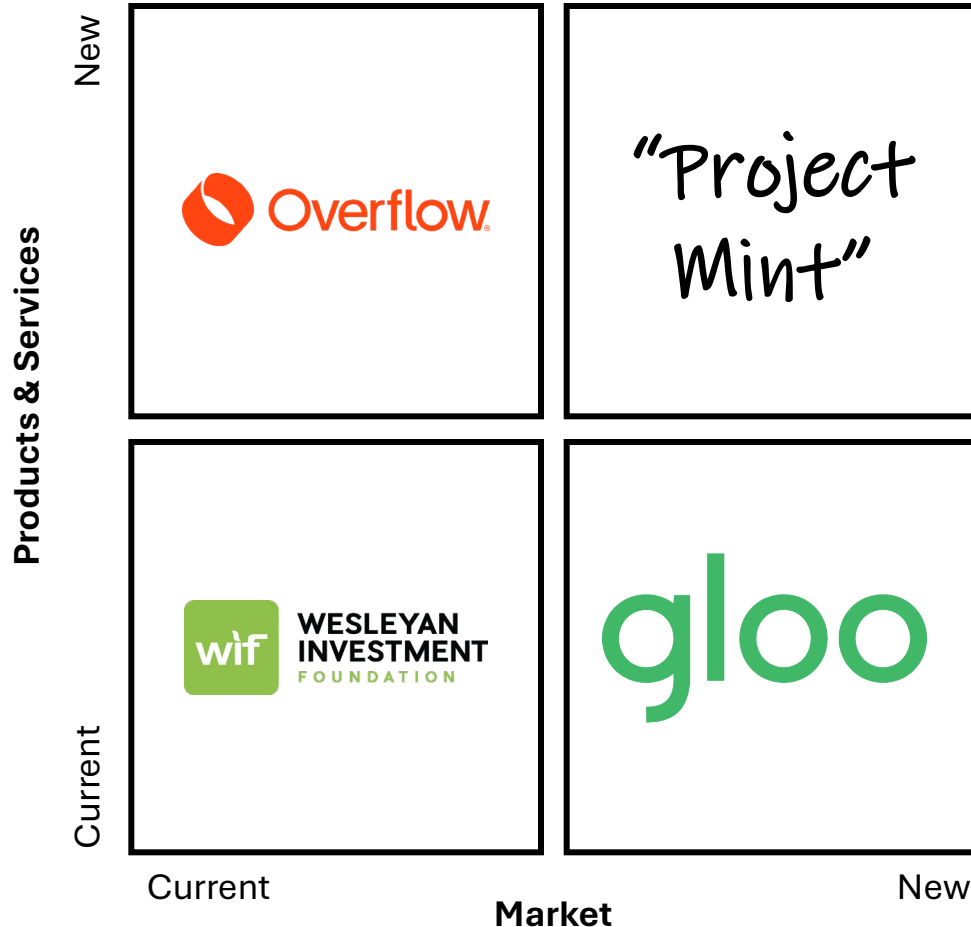 New
Overflow®
“Project
Mint”
Products & Services
wif
WESLEYAN
INVESTMENT
FOUNDATION
gloo
Current
Current
New
Market